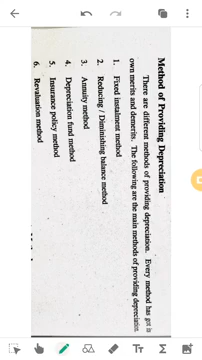 Method of Providing Depreciation
There are different methods of providing depreciation. Every method has got its
own merits and demerits. The following are the main methods of providing depreciation.
1. Fixed instalment method
2. Reducing / Diminishing balance method
3. Annuity method
4. Depreciation fund method
5. Insurance policy method
6. Revaluation method